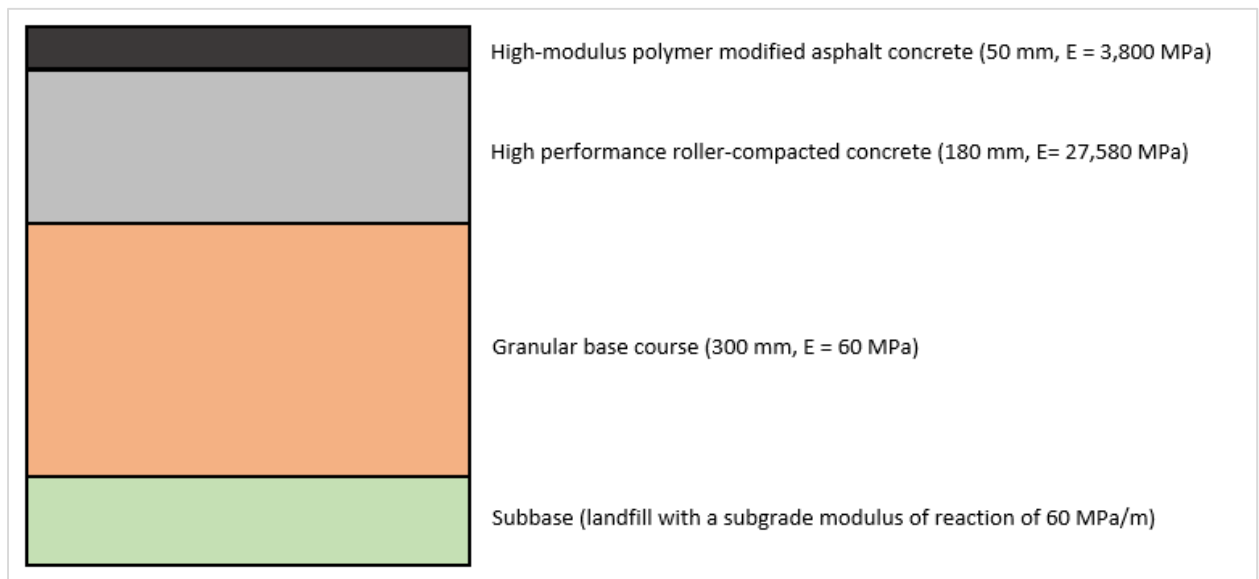 High-modulus polymer modified asphalt concrete (50 mm, E = 3,800 MPa)
High performance roller-compacted concrete (180 mm, E= 27,580 MPa)
Granular base course (300 mm, E = 60 MPa)
Subbase (landfill with a subgrade modulus of reaction of 60 MPa/m)